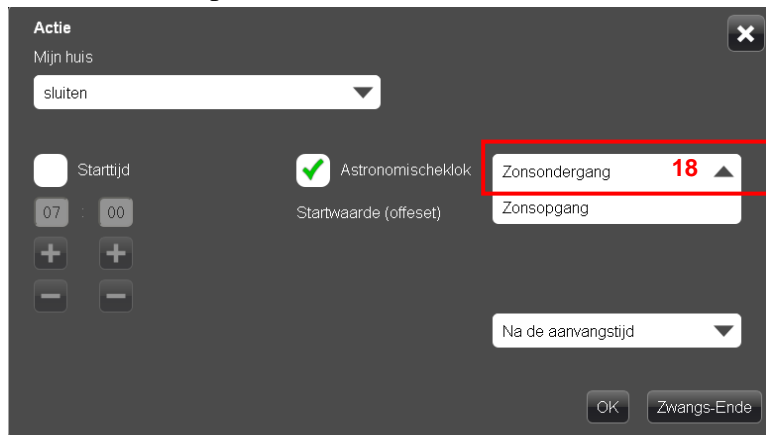 Actie
Mijn huis
sluiten
Starttijd
Astronomischeklok
Zonsondergang 18
07 : 00
Startwaarde (offeset)
Zonsopgang
Na de aanvangstijd
OK
Zwangs-Ende